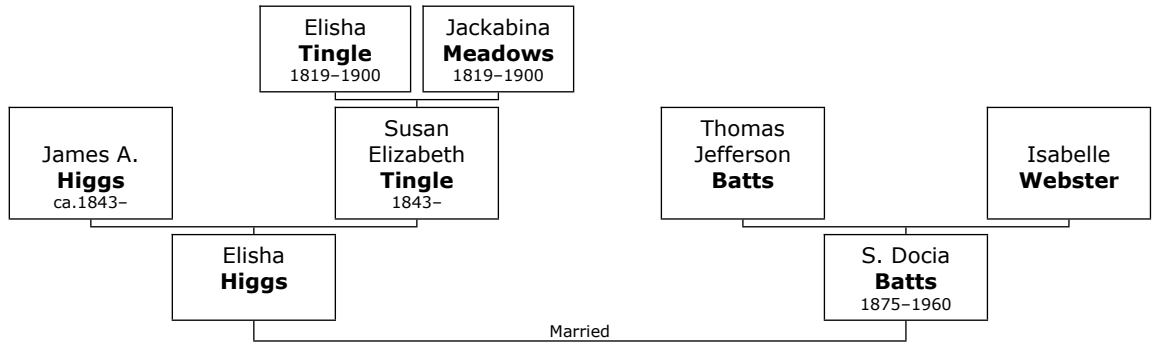 Elisha
Tingle
1819–1900
Jackabina
Meadows
1819–1900
James A.
Higgs
ca.1843–
Susan
Elizabeth
Tingle
1843–
Thomas
Jefferson
Batts
Isabelle
Webster
Elisha
Higgs
S. Docia
Batts
1875–1960
Married